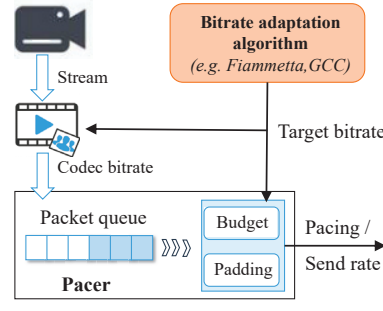 Bitrate adaptation
algorithm
(e.g. Fiammetta,GCC)
Stream
Target bitrate
Codec bitrate
Packet queue
Budget
Padding
Pacer
Pacing /
Send rate